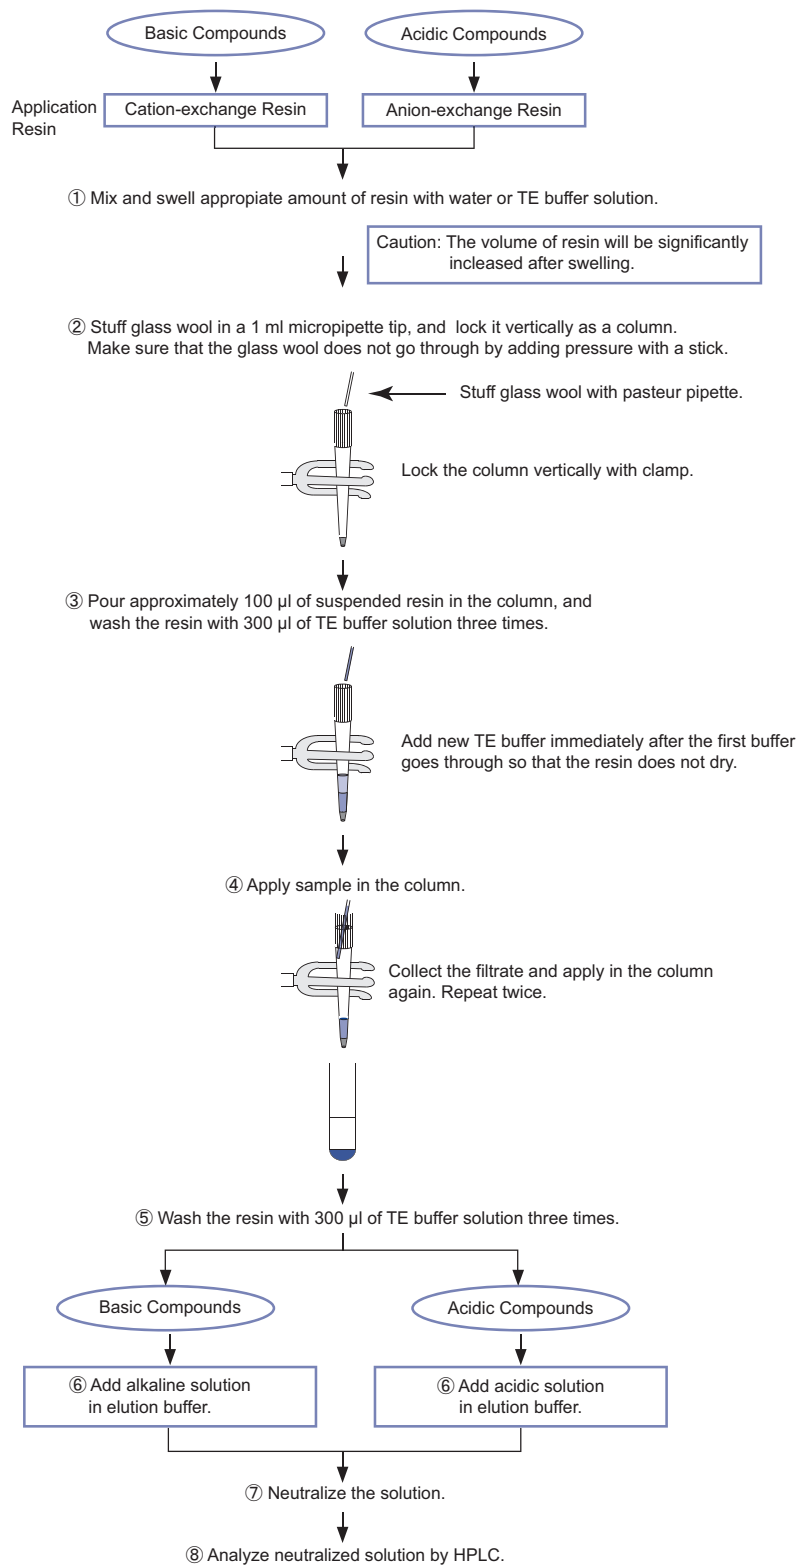 Basic Compounds
Acidic Compounds
Application
Resin
Cation-exchange Resin
Anion-exchange Resin
① Mix and swell appropiate amount of resin with water or TE buffer solution.
Caution: The volume of resin will be significantly
incleased after swelling.
② Stuff glass wool in a 1 ml micropipette tip, and lock it vertically as a column.
Make sure that the glass wool does not go through by adding pressure with a stick.
Stuff glass wool with pasteur pipette.
Lock the column vertically with clamp.
③ Pour approximately 100 µl of suspended resin in the column, and
wash the resin with 300 µl of TE buffer solution three times.
Add new TE buffer immediately after the first buffer
goes through so that the resin does not dry.
④ Apply sample in the column.
Collect the filtrate and apply in the column
again. Repeat twice.
⑤ Wash the resin with 300 µl of TE buffer solution three times.
Basic Compounds
Acidic Compounds
⑥ Add alkaline solution
in elution buffer.
⑥ Add acidic solution
in elution buffer.
⑦ Neutralize the solution.
⑧ Analyze neutralized solution by HPLC.